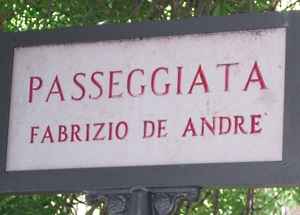 PASSEGGIATA
FABRIZIO DE ANDRE'